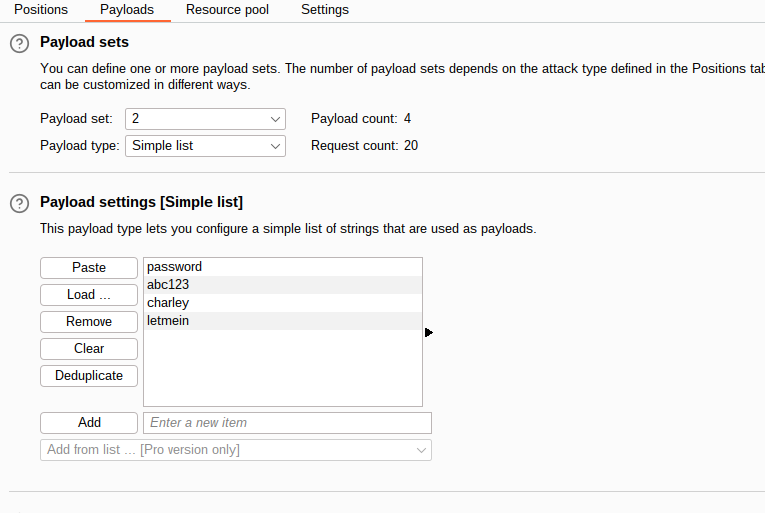 Positions Payloads Resource pool Settings
? Payload sets
You can define one or more payload sets. The number of payload sets depends on the attack type defined in the Positions tab
can be customized in different ways.
Payload set: 2 Payload count: 4
Payload type: Simple list Request count: 20
? Payload settings [Simple list]
This payload type lets you configure a simple list of strings that are used as payloads.
Paste password
abc123
Load ... charley
Remove letmein
Clear
Deduplicate
Add Enter a new item
Add from list ... [Pro version only]